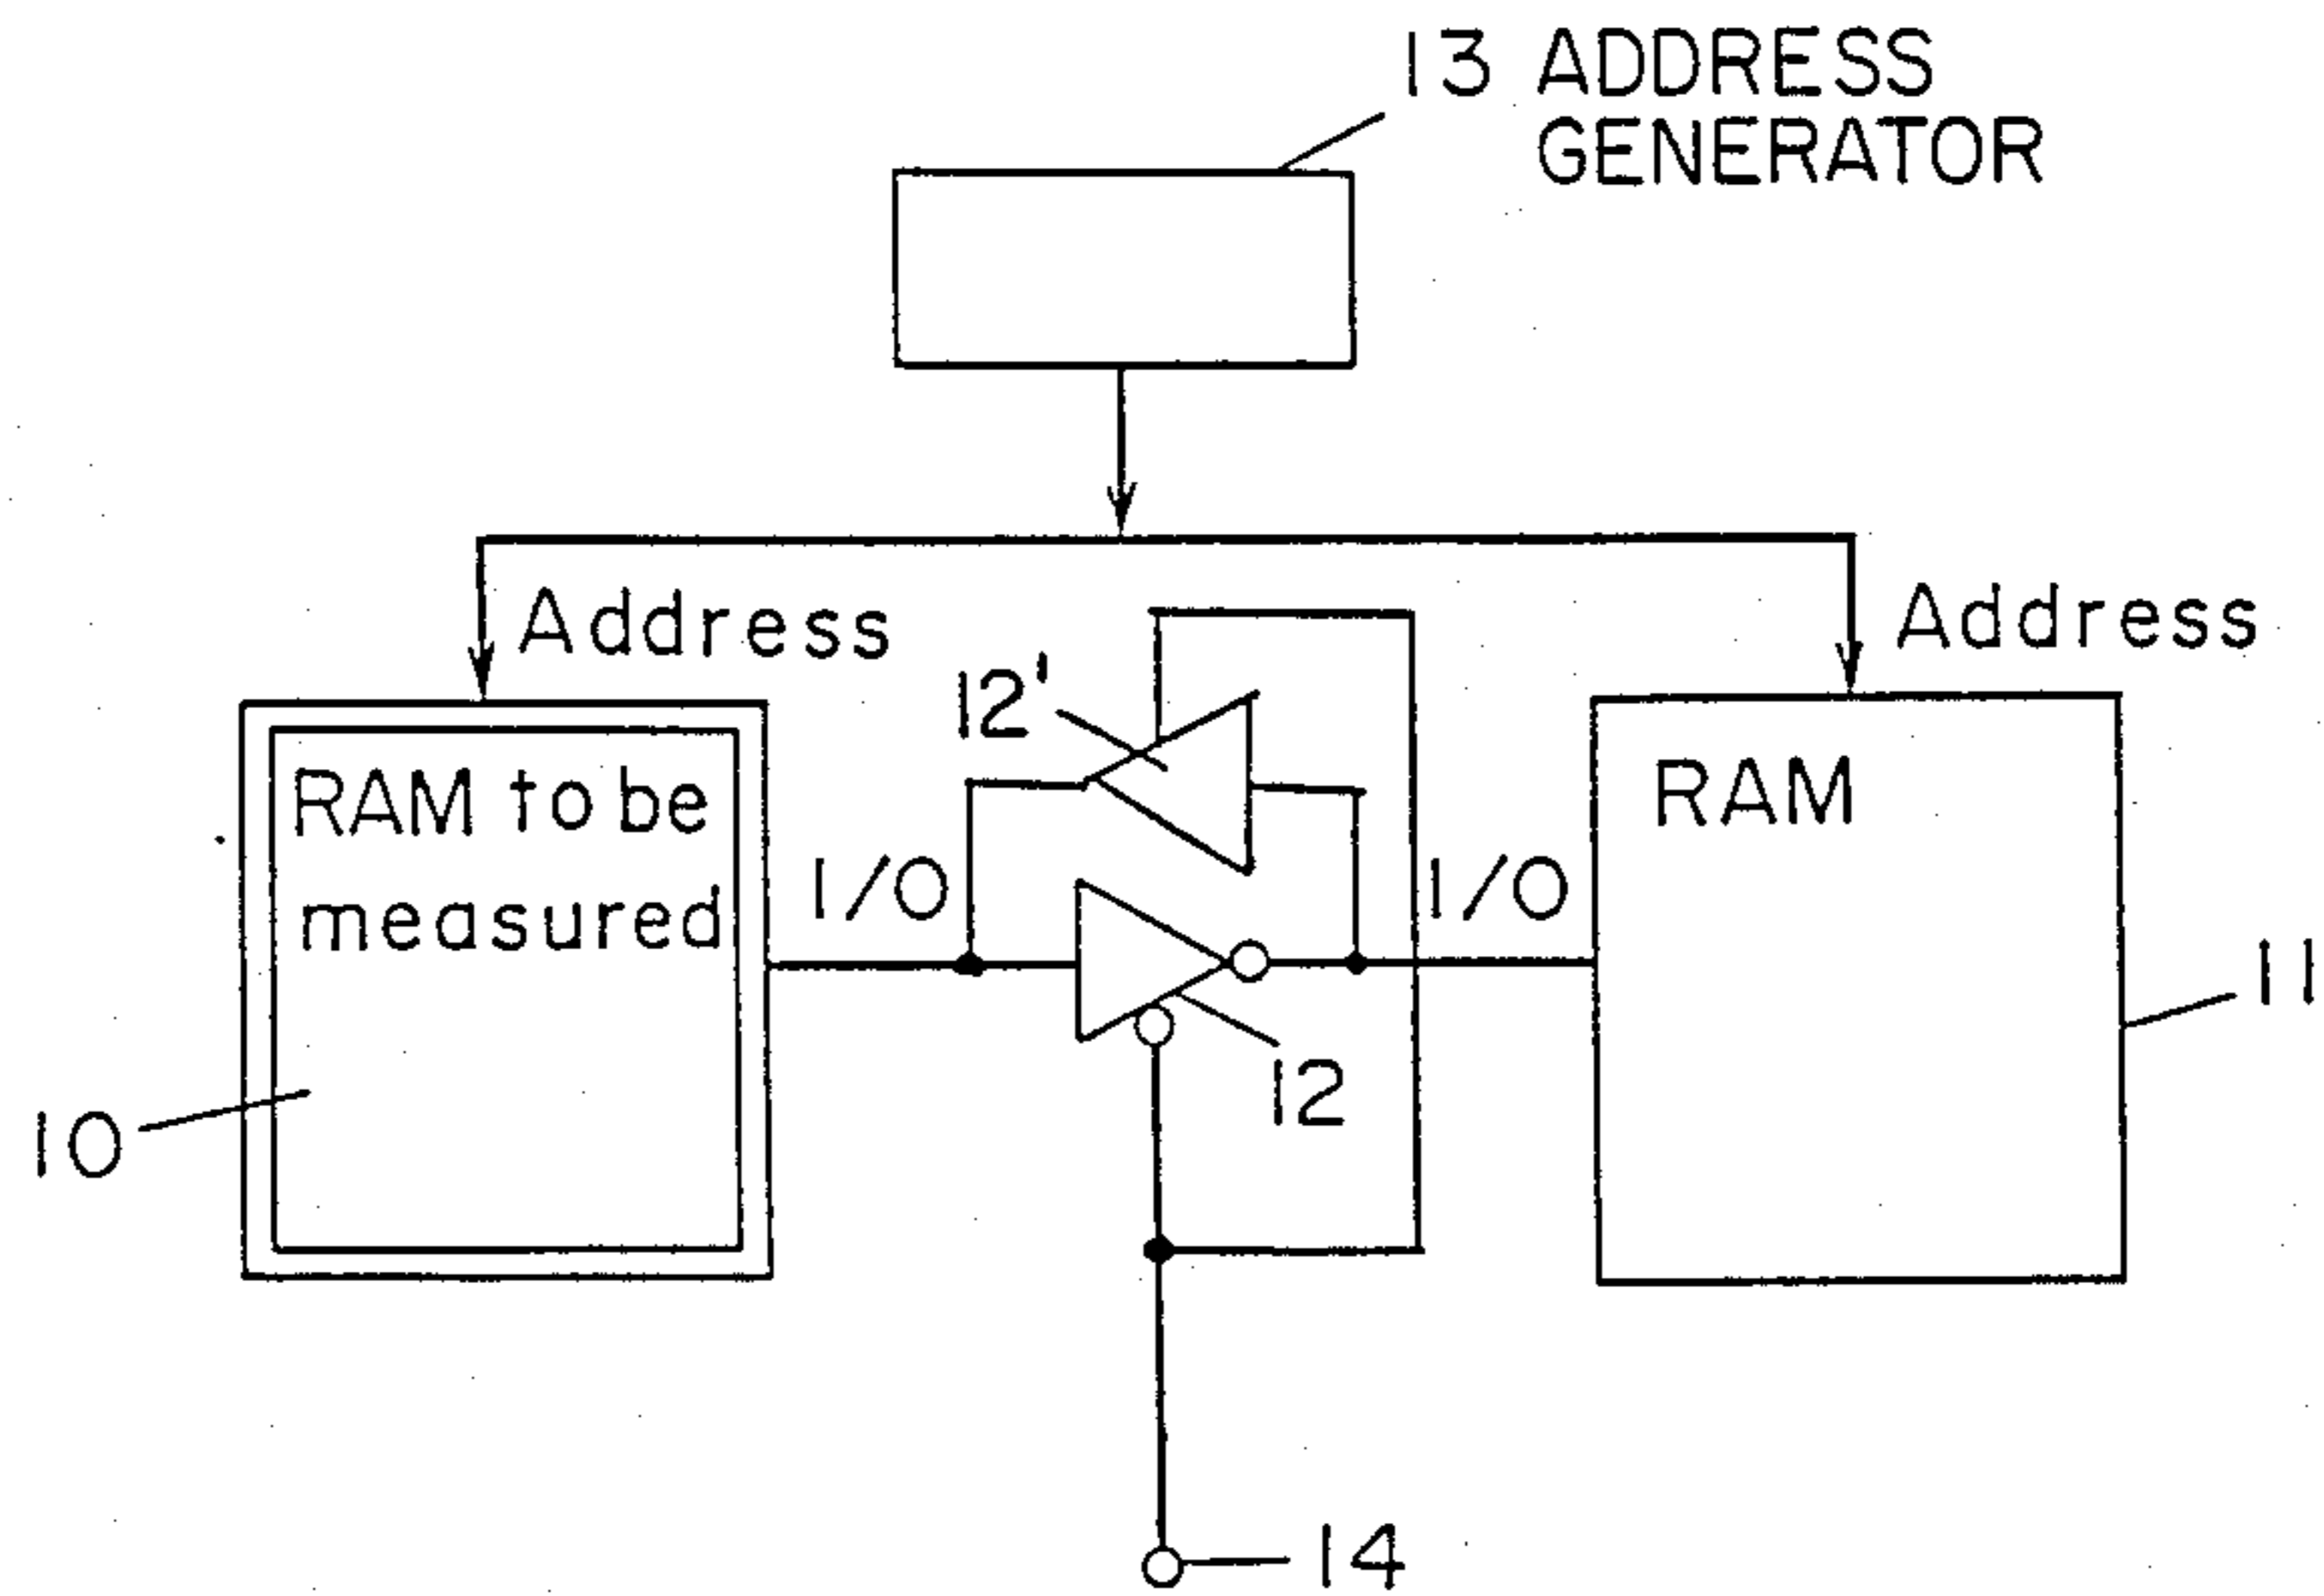 13 ADDRESS
GENERATOR
Address
Address
12'
RAM to be
measured
RAM
I/O
I/O
11
12
10
14